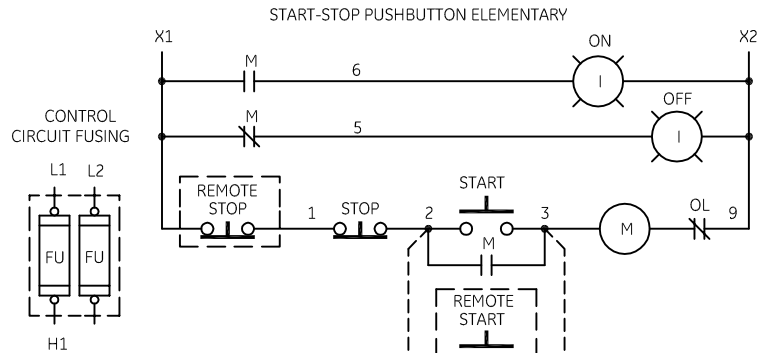 START-STOP PUSHBUTTON ELEMENTARY
X1
X2
ON
M
6
I
OFF
M
5
I
CONTROL
CIRCUIT FUSING
L1 L2
FU FU
H1
REMOTE
STOP
1
STOP
2
START
3
M
M
OL
9
REMOTE
START